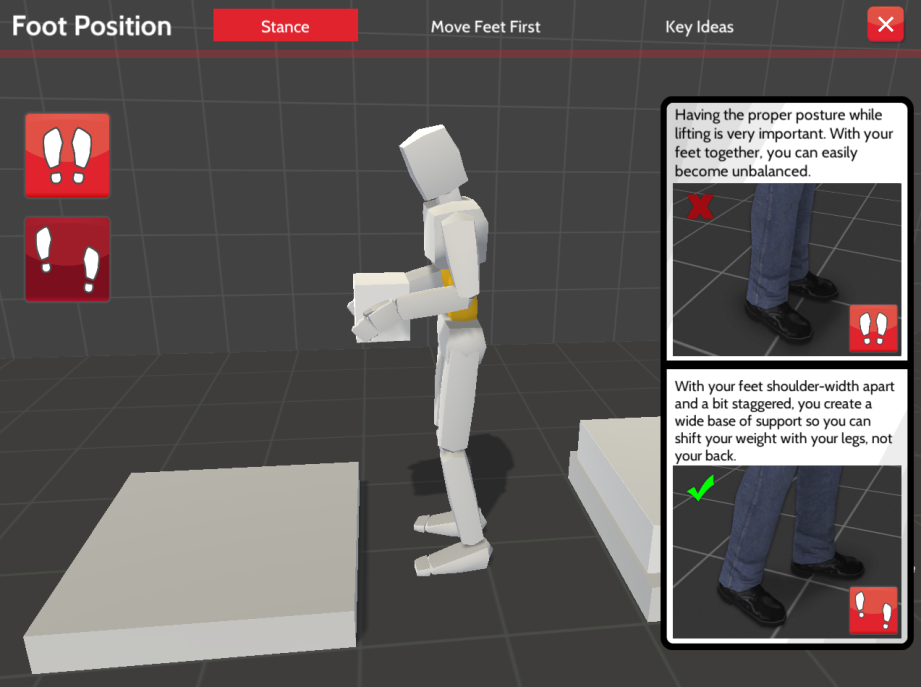 Foot Position
Stance
Move Feet First
Key Ideas
Having the proper posture while
lifting is very important. With your
feet together, you can easily
become unbalanced.
With your feet shoulder-width apart
and a bit staggered, you create a
wide base of support so you can
shift your weight with your legs, not
your back.